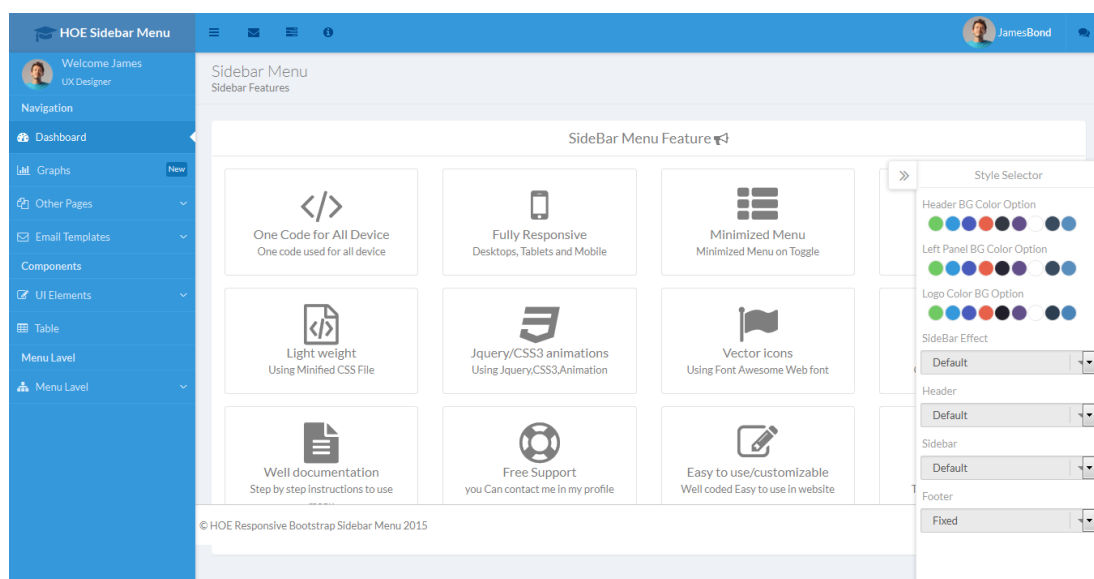 HOE Sidebar Menu
JamesBond
Welcome James
UX Designer
Navigation
Dashboard
Graphs
New
Other Pages
Email Templates
Components
UI Elements
Table
Menu Lavel
Menu Lavel
Sidebar Menu
Sidebar Features
SideBar Menu Feature
One Code for All Device
One code used for all device
Fully Responsive
Desktops, Tablets and Mobile
Minimized Menu
Minimized Menu on Toggle
Light weight
Using Minified CSS File
Jquery/CSS3 animations
Using Jquery,CSS3,Animation
Vector icons
Using Font Awesome Web font
Well documentation
Step by step instructions to use
Free Support
you Can contact me in my profile
Easy to use/customizable
Well coded Easy to use in website
© HOE Responsive Bootstrap Sidebar Menu 2015
Style Selector
Header BG Color Option
Left Panel BG Color Option
Logo Color BG Option
SideBar Effect
Default
Header
Default
Sidebar
Default
Footer
Fixed